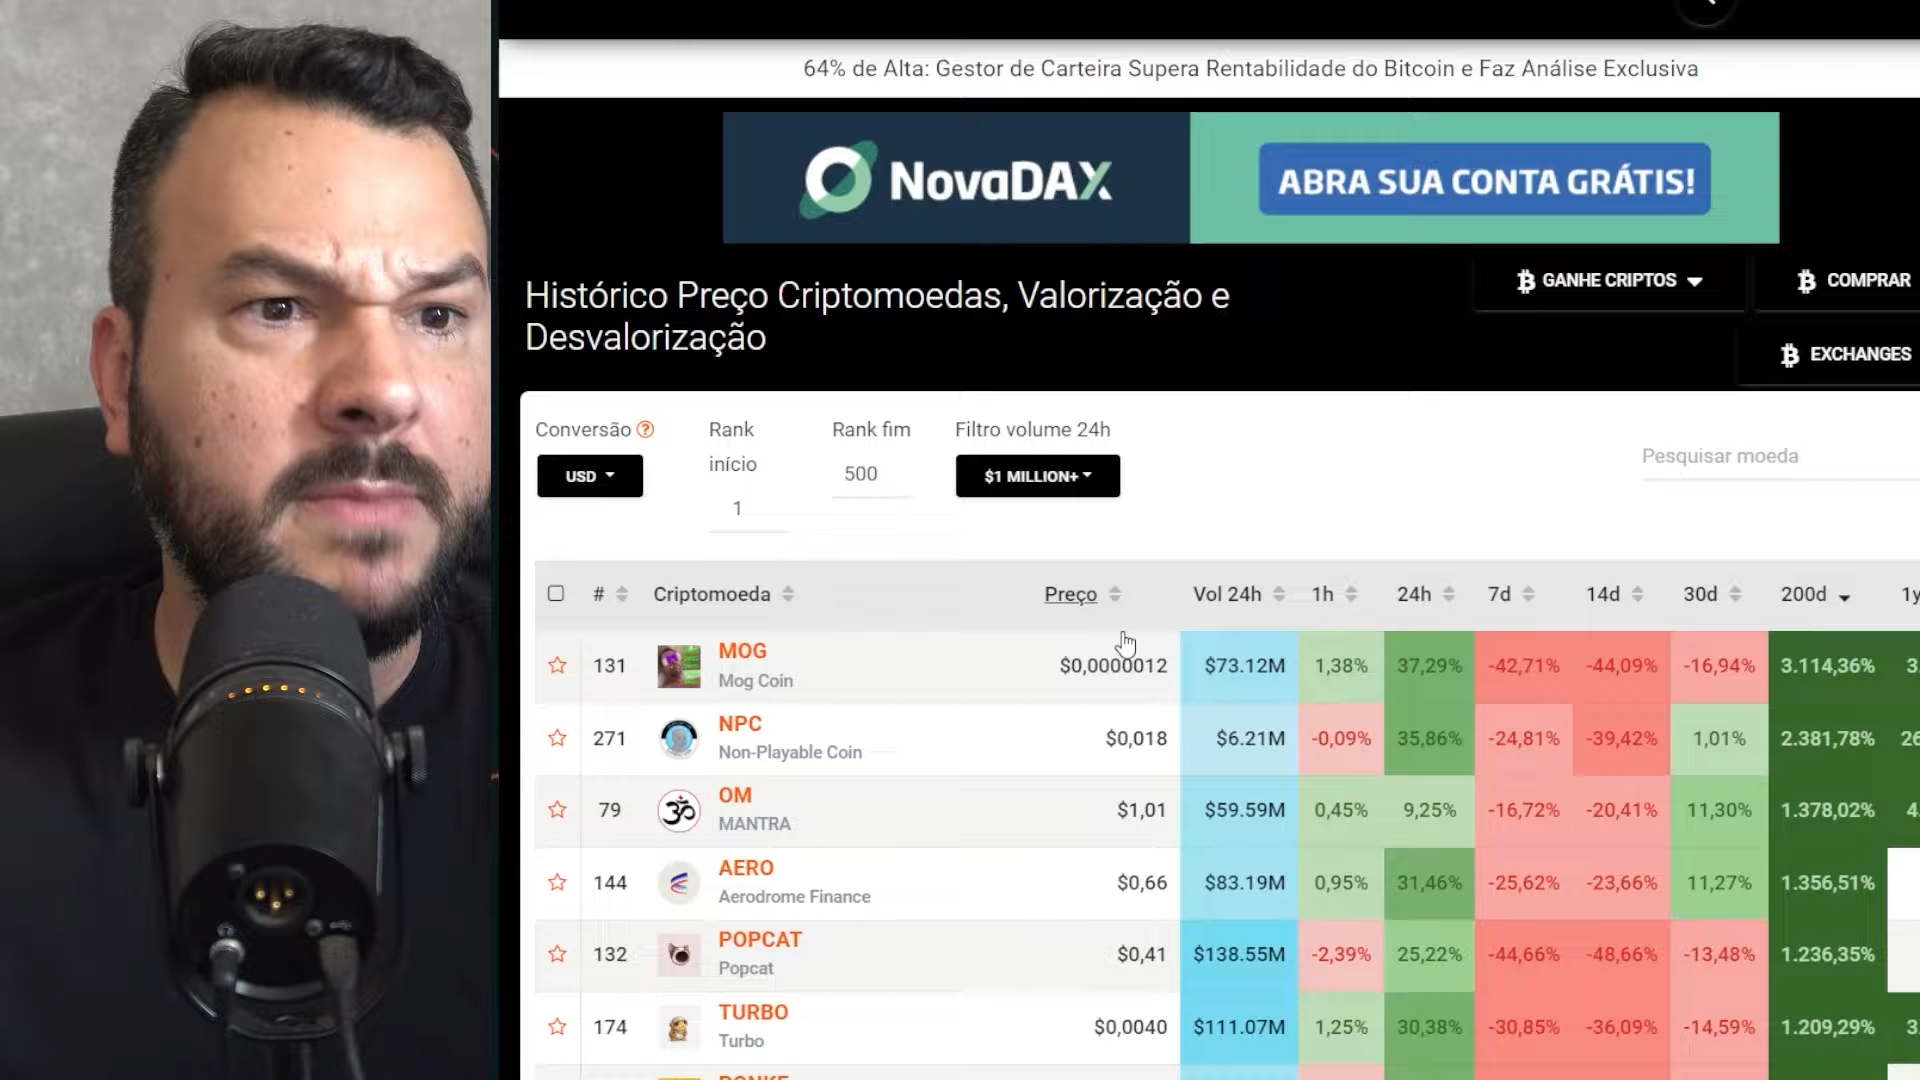 64% de Alta: Gestor de Carteira Supera Rentabilidade do Bitcoin e Faz Análise Exclusiva
NovaDAX ABRA SUA CONTA GRÁTIS!
Histórico Preço Criptomoedas, Valorização e
Desvalorização
GANHE CRIPTOS COMPRAR
EXCHANGES
Conversão ? Rank início Rank fim Filtro volume 24h
USD 1 500 $1 MILLION+ Pesquisar moeda
# Criptomoeda Preço Vol 24h 1h 24h 7d 14d 30d 200d 1y
131 MOG Mog Coin $0,0000012 $73.12M 1,38% 37,29% -42,71% -44,09% -16,94% 3.114,36% 3.
271 NPC Non-Playable Coin $0,018 $6.21M -0,09% 35,86% -24,81% -39,42% 1,01% 2.381,78% 26
79 OM MANTRA $1,01 $59.59M 0,45% 9,25% -16,72% -20,41% 11,30% 1.378,02% 4.
144 AERO Aerodrome Finance $0,66 $83.19M 0,95% 31,46% -25,62% -23,66% 11,27% 1.356,51%
132 POPCAT Popcat $0,41 $138.55M -2,39% 25,22% -44,66% -48,66% -13,48% 1.236,35%
174 TURBO Turbo $0,0040 $111.07M 1,25% 30,38% -30,85% -36,09% -14,59% 1.209,29% 3.